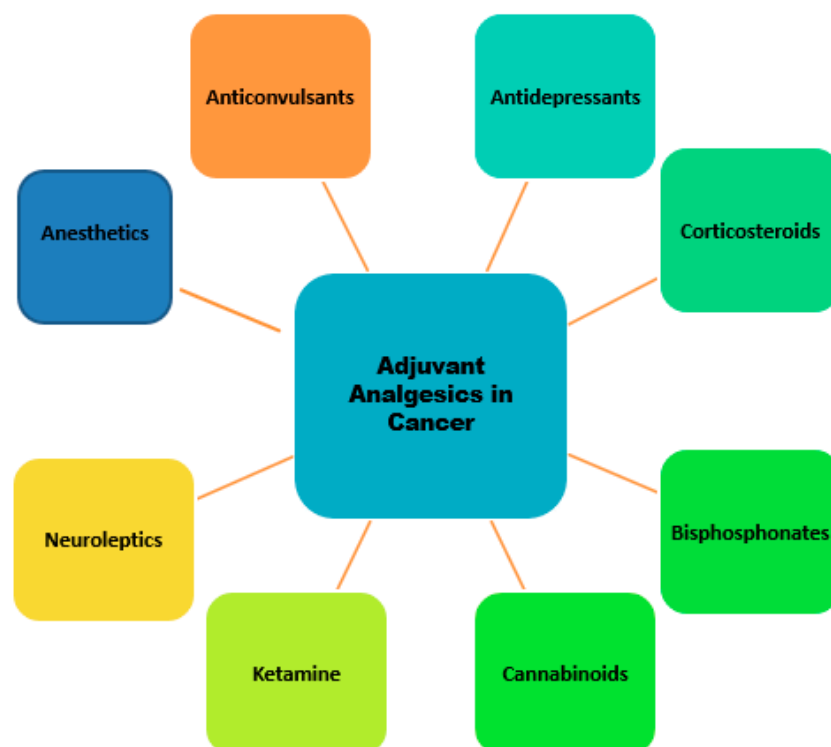 Anticonvulsants
Antidepressants
Anesthetics
Corticosteroids
Adjuvant
Analgesics in
Cancer
Neuroleptics
Bisphosphonates
Ketamine
Cannabinoids